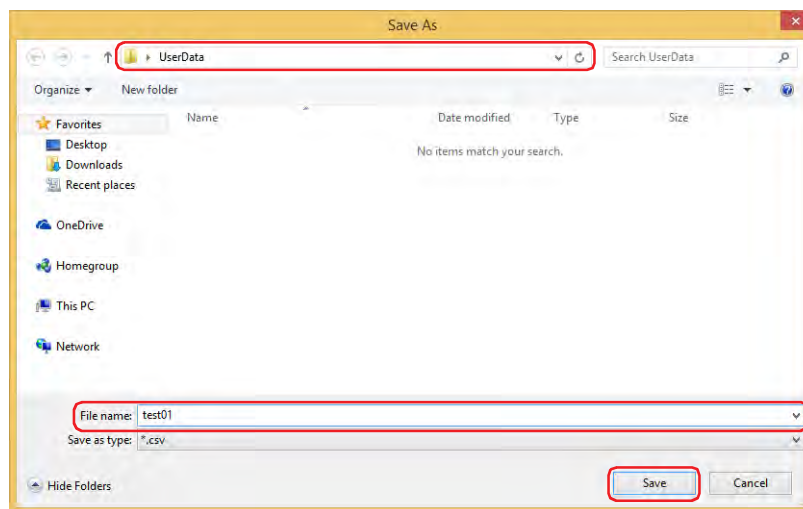 Save As
UserData
Search UserData
Organize
New folder
Name Date modified Type Size
No items match your search.
Favorites
Desktop
Downloads
Recent places
OneDrive
Homegroup
This PC
Network
File name: test01
Save as type: *.csv
Hide Folders
Save
Cancel